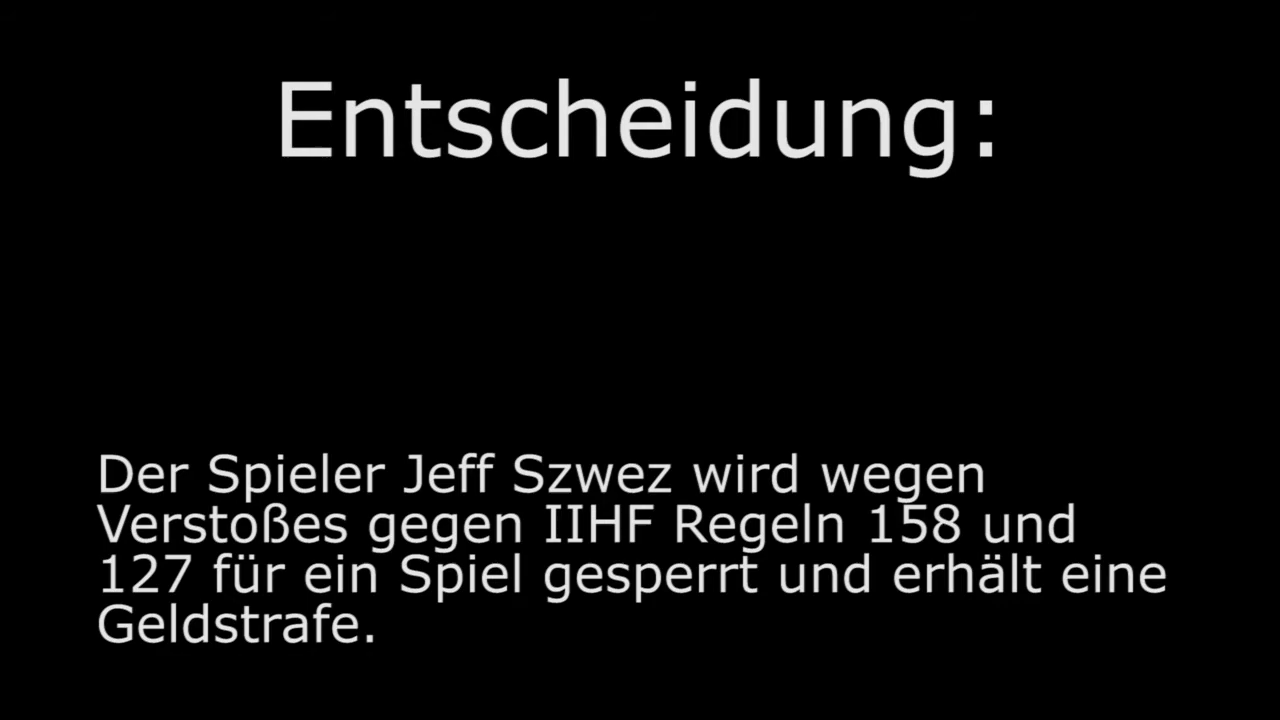 Entscheidung:
Der Spieler Jeff Szwez wird wegen
Verstoßes gegen IIHF Regeln 158 und
127 für ein Spiel gesperrt und erhält eine
Geldstrafe.